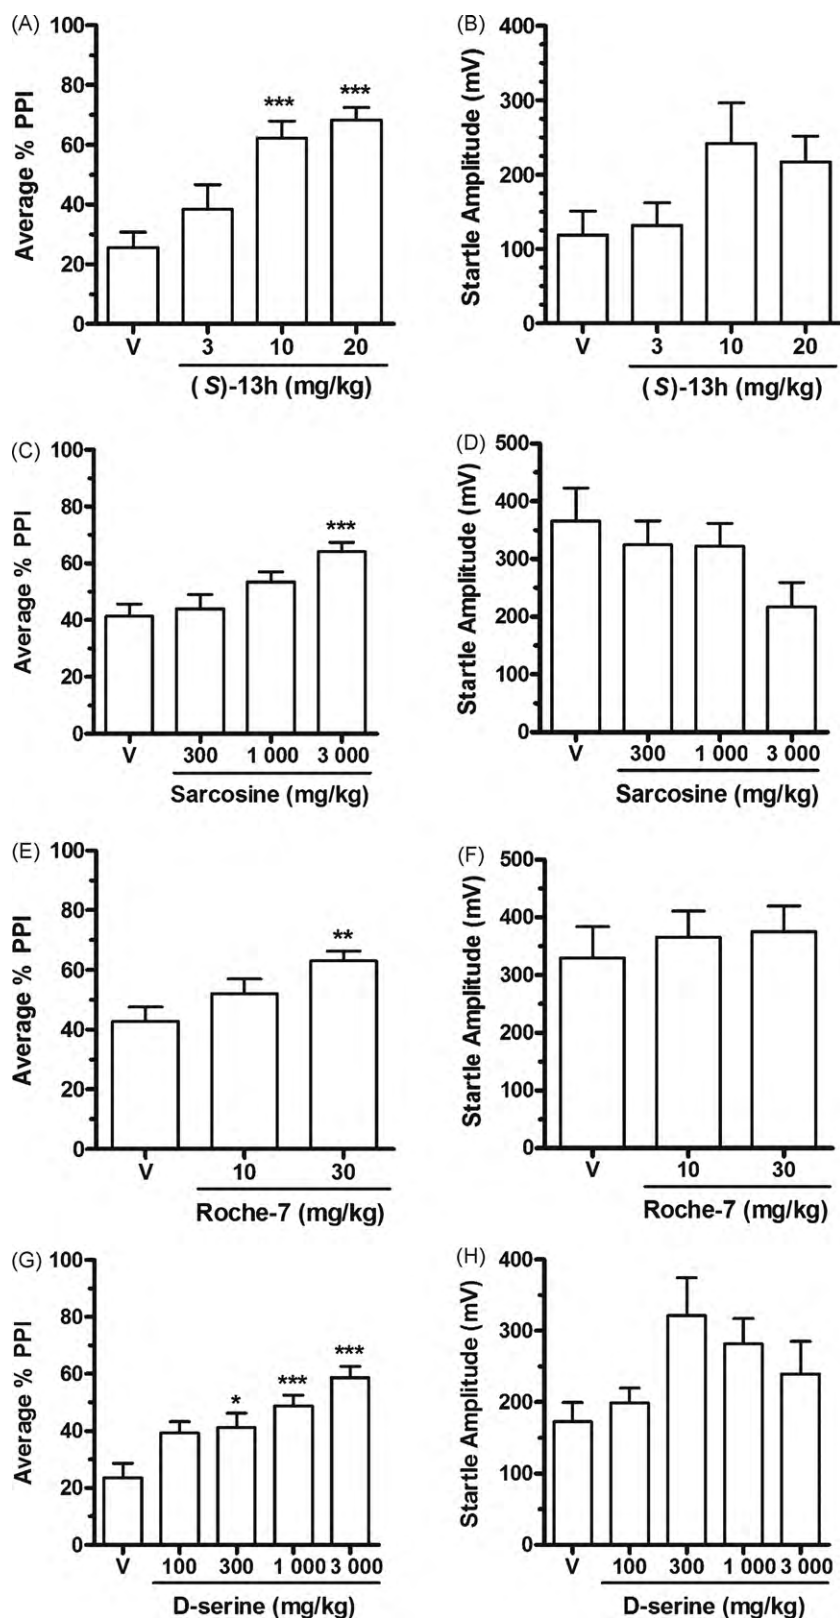 (A)
100
80
60
40
20
0
Average % PPI
*** ***
V 3 10 20
( S)-13h (mg/kg)
(B)
400
300
200
100
0
Startle Amplitude (mV)
V 3 10 20
(S)-13h (mg/kg)
(C)
100
80
60
40
20
0
Average % PPI
***
V 300 1 000 3 000
Sarcosine (mg/kg)
(D)
500
400
300
200
100
0
Startle Amplitude (mV)
V 300 1 000 3 000
Sarcosine (mg/kg)
(E)
100
80
60
40
20
0
Average % PPI
**
V 10 30
Roche-7 (mg/kg)
(F)
500
400
300
200
100
0
Startle Amplitude (mV)
V 10 30
Roche-7 (mg/kg)
(G)
100
80
60
40
20
0
Average % PPI
* *** ***
V 100 300 1 000 3 000
D-serine (mg/kg)
(H)
400
300
200
100
0
Startle Amplitude (mV)
V 100 300 1 000 3 000
D-serine (mg/kg)